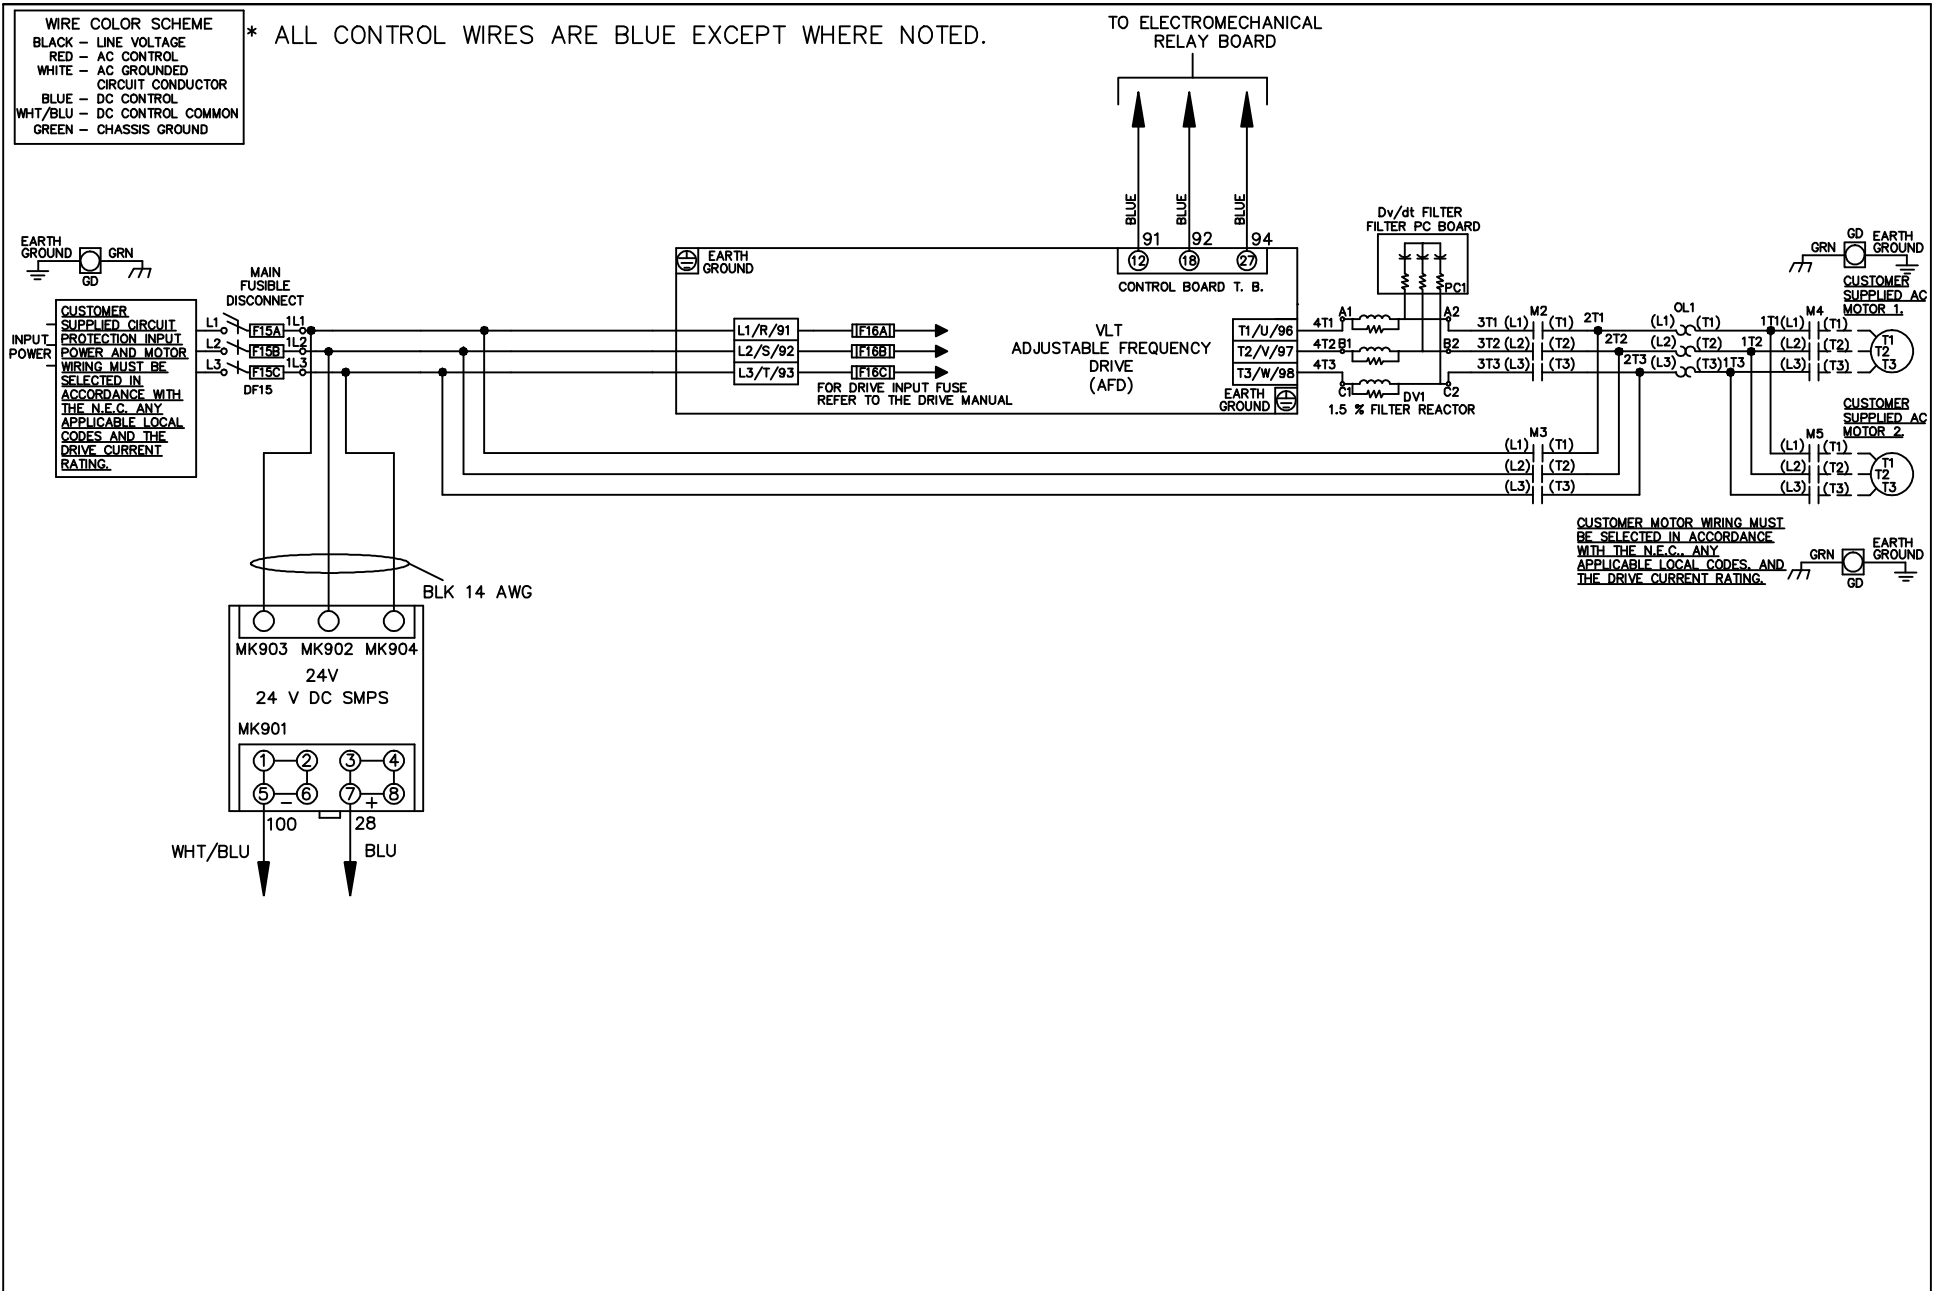 WIRE COLOR SCHEME
BLACK – LINE VOLTAGE
RED – AC CONTROL
WHITE – AC GROUNDED
CIRCUIT CONDUCTOR
BLUE – DC CONTROL
WHT/BLU – DC CONTROL COMMON
GREEN – CHASSIS GROUND
* ALL CONTROL WIRES ARE BLUE EXCEPT WHERE NOTED.
TO ELECTROMECHANICAL
RELAY BOARD
BLUE
BLUE
BLUE
91
92
94
12
18
27
CONTROL BOARD T. B.
EARTH
GROUND
GRN
GD
INPUT
POWER
CUSTOMER
SUPPLIED CIRCUIT
PROTECTION INPUT
POWER AND MOTOR
WIRING MUST BE
SELECTED IN
ACCORDANCE WITH
THE N.E.C. ANY
APPLICABLE LOCAL
CODES AND THE
DRIVE CURRENT
RATING.
MAIN
FUSIBLE
DISCONNECT
L1 F15A 1L1
L2 F15B 1L2
L3 F15C 1L3
DF15
EARTH
GROUND
L1/R/91
L2/S/92
L3/T/93
F16A
F16B
F16C
FOR DRIVE INPUT FUSE
REFER TO THE DRIVE MANUAL
VLT
ADJUSTABLE FREQUENCY
DRIVE
(AFD)
T1/U/96
T2/V/97
T3/W/98
EARTH
GROUND
Dv/dt FILTER
FILTER PC BOARD
PC1
4T1 A1 A2
4T2 B1 B2
4T3
C1 C2
DV1
1.5 % FILTER REACTOR
M2
3T1 (L1) (T1) 2T1
3T2 (L2) (T2) 2T2
3T3 (L3) (T3) 2T3
OL1
(L1) (T1) 1T1
(L2) (T2) 1T2
(L3) (T3) 1T3
M4
(L1) (T1)
(L2) (T2)
(L3) (T3)
T1
T2
T3
GRN
GD
EARTH
GROUND
CUSTOMER
SUPPLIED AC
MOTOR 1.
M3
(L1) (T1)
(L2) (T2)
(L3) (T3)
CUSTOMER
SUPPLIED AC
MOTOR 2.
M5
(L1) (T1)
(L2) (T2)
(L3) (T3)
T1
T2
T3
CUSTOMER MOTOR WIRING MUST
BE SELECTED IN ACCORDANCE
WITH THE N.E.C., ANY
APPLICABLE LOCAL CODES, AND
THE DRIVE CURRENT RATING.
GRN
GD
EARTH
GROUND
BLK 14 AWG
MK903 MK902 MK904
24V
24 V DC SMPS
MK901
1 2 3 4
5 – 6 7 + 8
100 28
WHT/BLU BLU